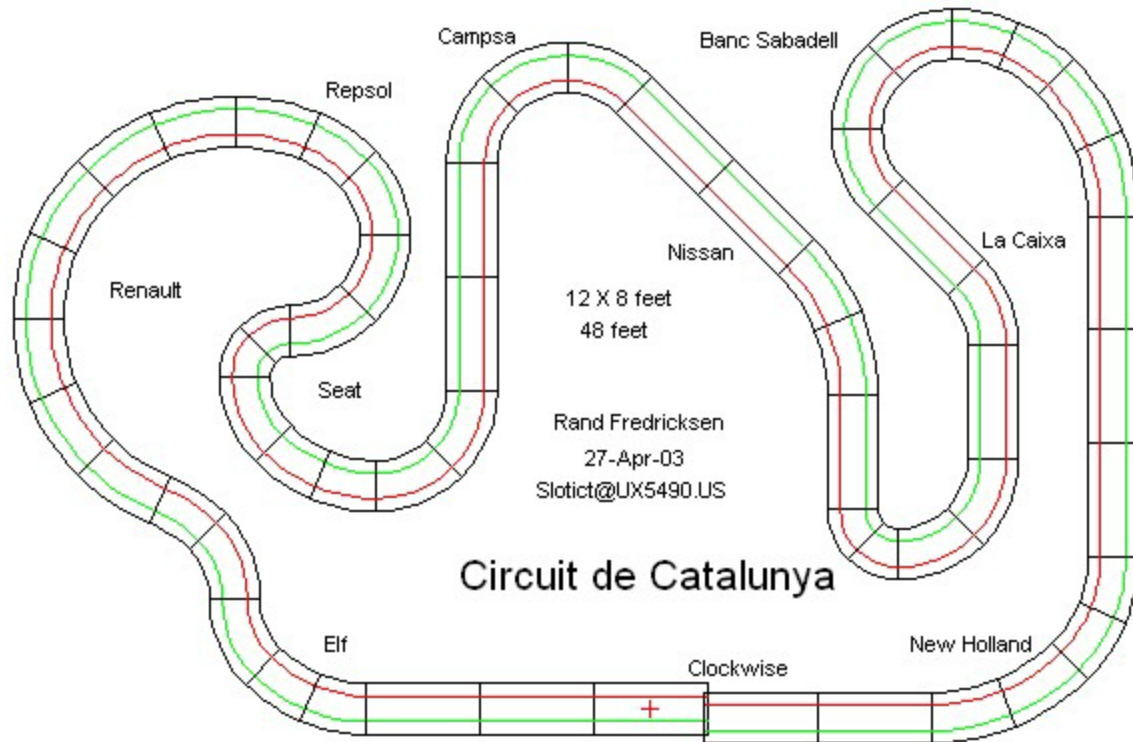 Campsa
Banc Sabadell
Repsol
La Caixa
Nissan
Renault
12 X 8 feet
48 feet
Seat
Rand Fredricksen
27-Apr-03
Slotict@UX5490.US
Circuit de Catalunya
Elf
New Holland
Clockwise